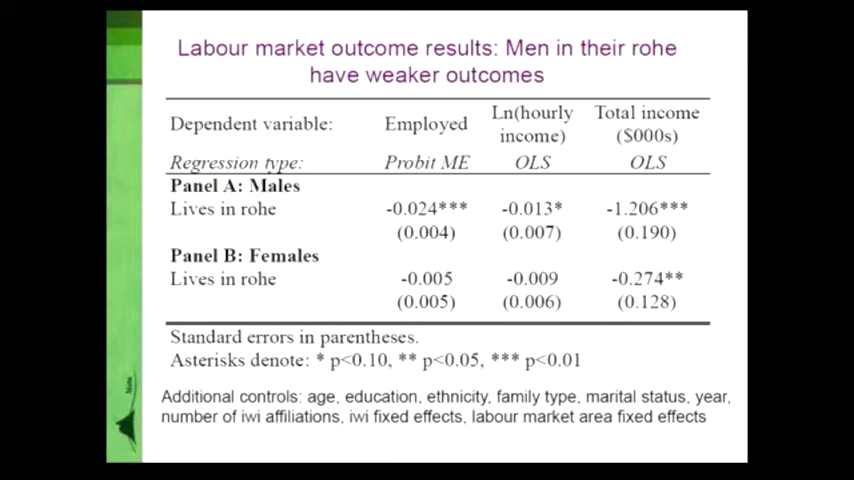 Labour market outcome results: Men in their rohe
have weaker outcomes
Dependent variable: Employed Ln(hourly income) Total income ($000s)
Regression type: Probit ME OLS OLS
Panel A: Males
Lives in rohe -0.024*** -0.013* -1.206***
(0.004) (0.007) (0.190)
Panel B: Females
Lives in rohe -0.005 -0.009 -0.274**
(0.005) (0.006) (0.128)
Standard errors in parentheses.
Asterisks denote: * p<0.10, ** p<0.05, *** p<0.01
Additional controls: age, education, ethnicity, family type, marital status, year,
number of iwi affiliations, iwi fixed effects, labour market area fixed effects